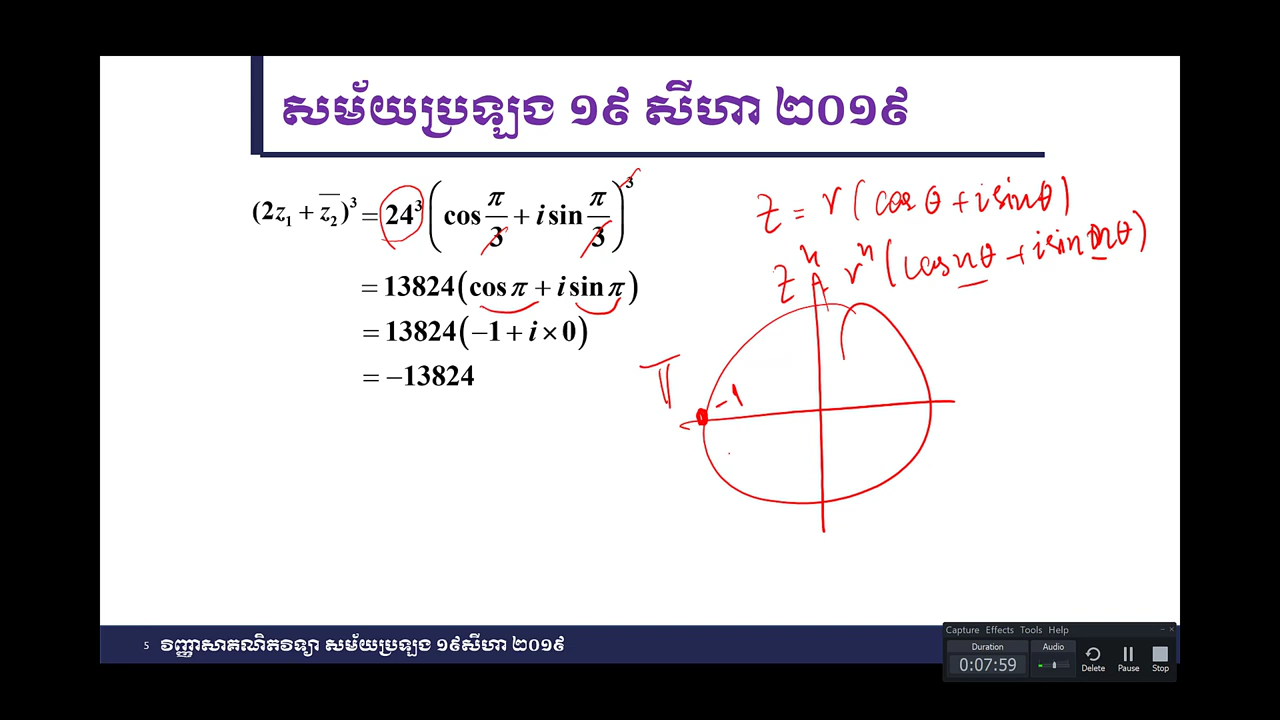 សម័យប្រឡង ១៩ សីហា ២០១៩
(2z₁ + z̅₂)³ = 24³(cos π/3 + i sin π/3)³
= 13824(cos π + i sin π)
= 13824(−1 + i × 0)
= −13824
z = r(cosθ + isinθ)
zⁿ = rⁿ(cos nθ + isin nθ)
π
−1
5 វិញ្ញាសាគណិតវិទ្យា សម័យប្រឡង ១៩សីហា ២០១៩
Capture Effects Tools Help
Duration Audio
0:07:59 Delete Pause Stop